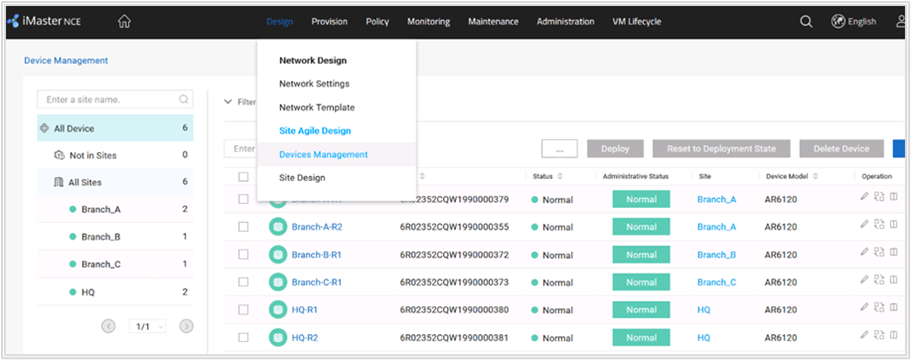 iMaster NCE Design Provision Policy Monitoring Maintenance Administration VM Lifecycle English
Device Management
Network Design
Network Settings
Network Template
Site Agile Design
Devices Management
Site Design
Enter a site name.
All Device 6
Not in Sites 0
All Sites 6
Branch_A 2
Branch_B 1
Branch_C 1
HQ 2
1/1
Filter
Enter ... Deploy Reset to Deployment State Delete Device
Status Administrative Status Site Device Model Operation
6R02352CQW1990000379 Normal Normal Branch_A AR6120
Branch-A-R2 6R02352CQW1990000355 Normal Normal Branch_A AR6120
Branch-B-R1 6R02352CQW1990000372 Normal Normal Branch_B AR6120
Branch-C-R1 6R02352CQW1990000373 Normal Normal Branch_C AR6120
HQ-R1 6R02352CQW1990000380 Normal Normal HQ AR6120
HQ-R2 6R02352CQW1990000381 Normal Normal HQ AR6120